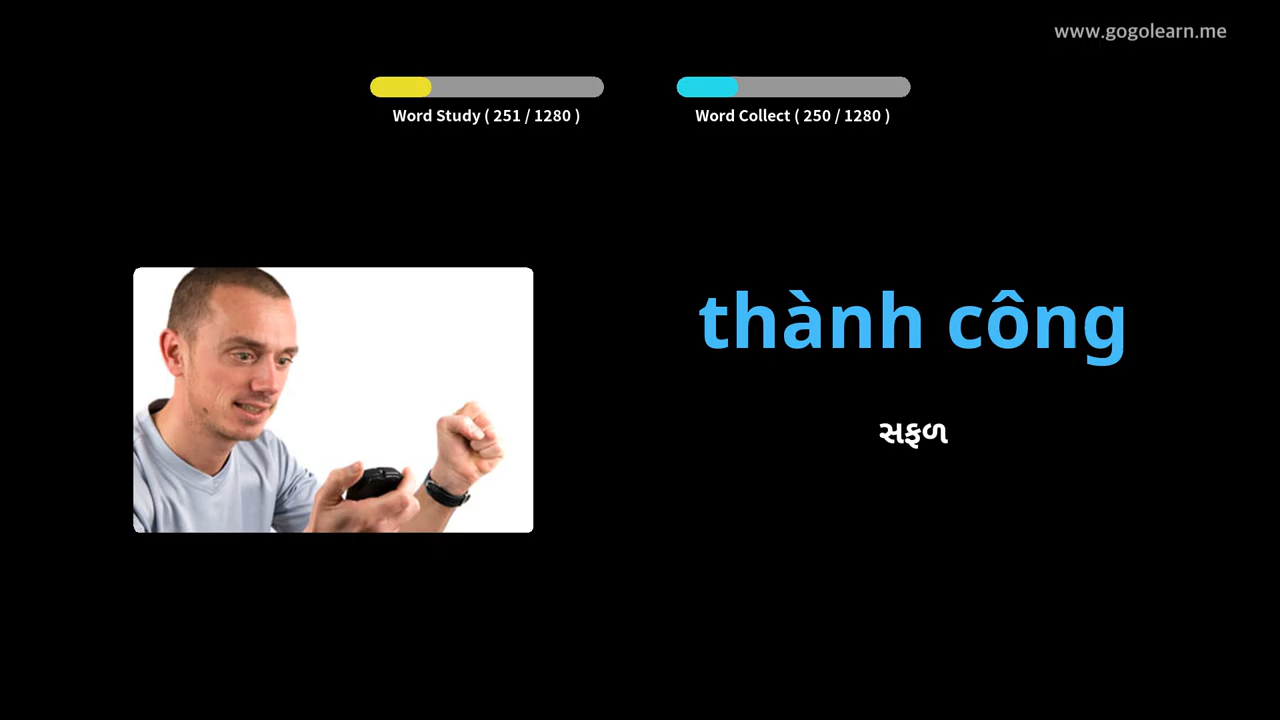 www.gogolearn.me
Word Study ( 251 / 1280 )
Word Collect ( 250 / 1280 )
thành công
સફળ